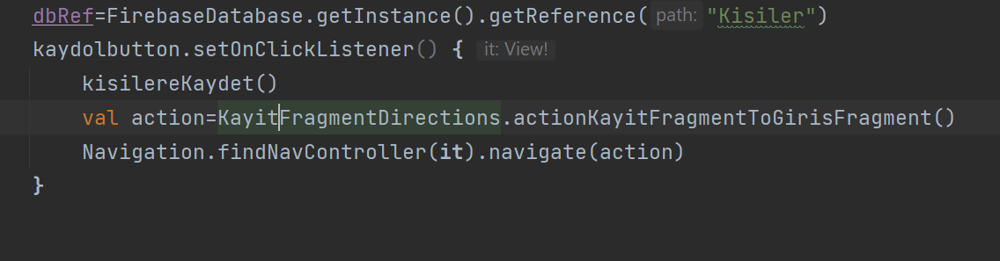 dbRef=FirebaseDatabase.getInstance().getReference( path: "Kisiler")
kaydolbutton.setOnClickListener() { it: View!
kisilereKaydet()
val action=KayitFragmentDirections.actionKayitFragmentToGirisFragment()
Navigation.findNavController(it).navigate(action)
}